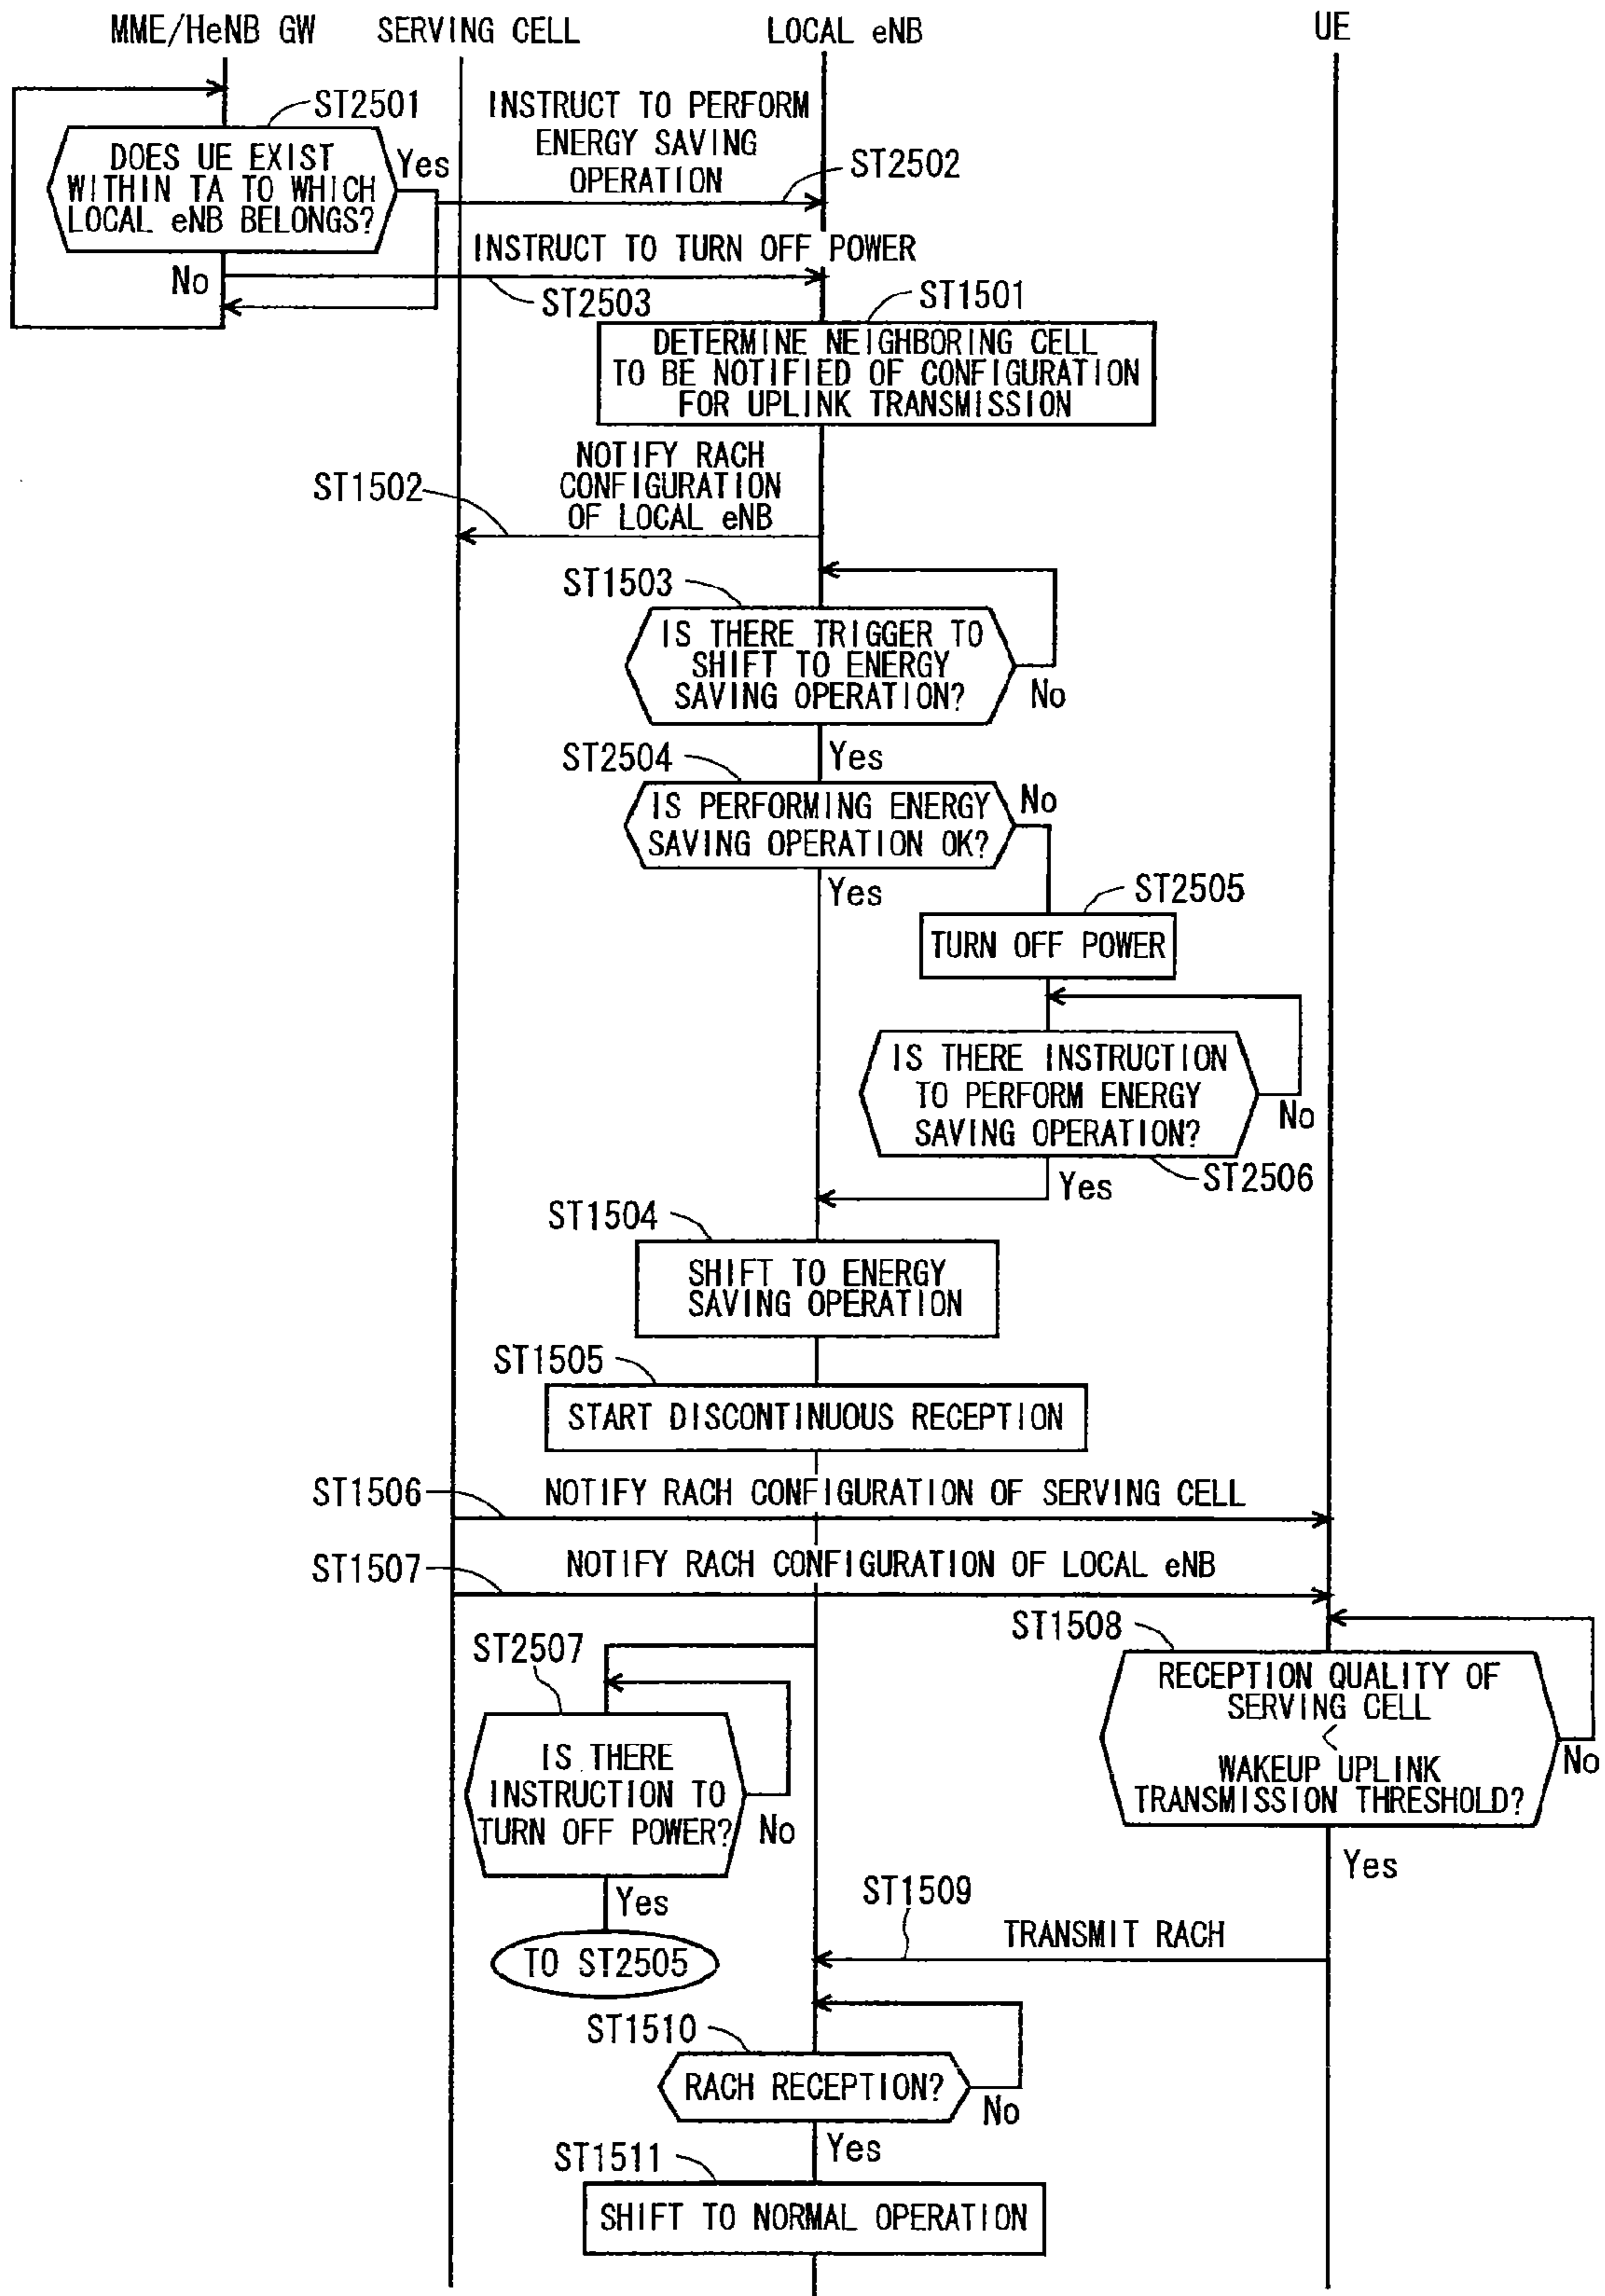 MME/HeNB GW
SERVING CELL
LOCAL eNB
UE
ST2501
DOES UE EXIST
WITHIN TA TO WHICH
LOCAL eNB BELONGS?
Yes
No
INSTRUCT TO PERFORM
ENERGY SAVING
OPERATION
ST2502
INSTRUCT TO TURN OFF POWER
ST2503
ST1501
DETERMINE NEIGHBORING CELL
TO BE NOTIFIED OF CONFIGURATION
FOR UPLINK TRANSMISSION
NOTIFY RACH
CONFIGURATION
OF LOCAL eNB
ST1502
ST1503
IS THERE TRIGGER TO
SHIFT TO ENERGY
SAVING OPERATION?
No
Yes
ST2504
IS PERFORMING ENERGY
SAVING OPERATION OK?
No
Yes
ST2505
TURN OFF POWER
IS THERE INSTRUCTION
TO PERFORM ENERGY
SAVING OPERATION?
No
ST2506
Yes
ST1504
SHIFT TO ENERGY
SAVING OPERATION
ST1505
START DISCONTINUOUS RECEPTION
ST1506
NOTIFY RACH CONFIGURATION OF SERVING CELL
ST1507
NOTIFY RACH CONFIGURATION OF LOCAL eNB
ST1508
RECEPTION QUALITY OF
SERVING CELL
<
WAKEUP UPLINK
TRANSMISSION THRESHOLD?
No
Yes
ST2507
IS THERE
INSTRUCTION TO
TURN OFF POWER?
No
Yes
TO ST2505
ST1509
TRANSMIT RACH
ST1510
RACH RECEPTION?
No
Yes
ST1511
SHIFT TO NORMAL OPERATION